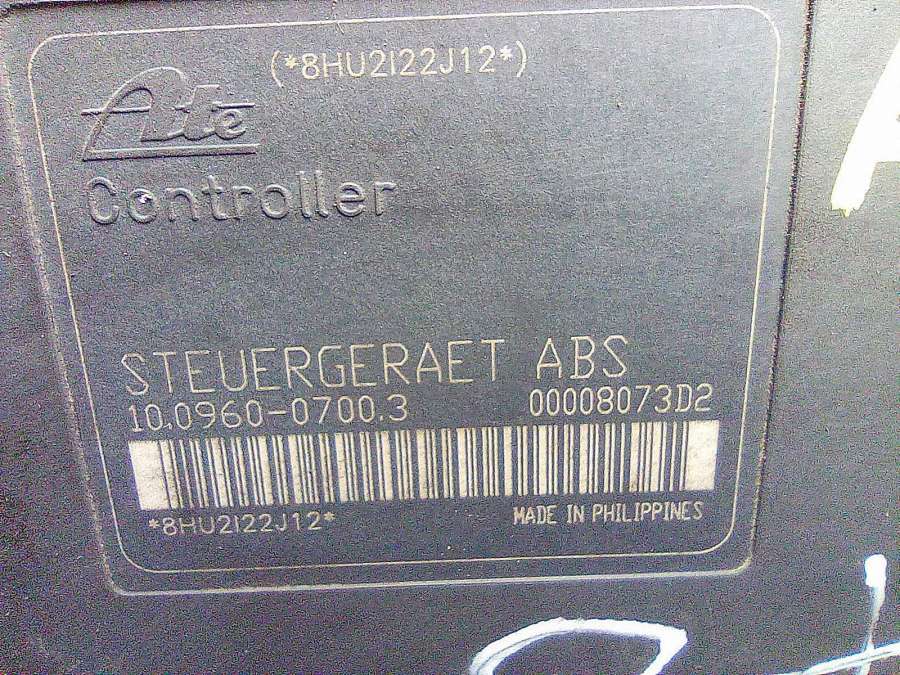 (*8HU2I22J12*)
Ate
Controller
STEUERGERAET ABS
10.0960-0700.3 00008073D2
*8HU2I22J12*
MADE IN PHILIPPINES